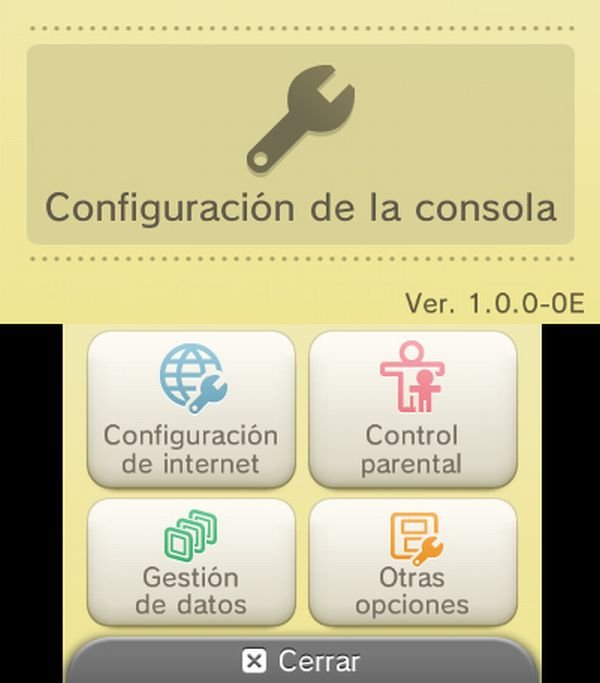 Configuración de la consola
Ver. 1.0.0-0E
Configuración
de internet
Control
parental
Gestión
de datos
Otras
opciones
Cerrar